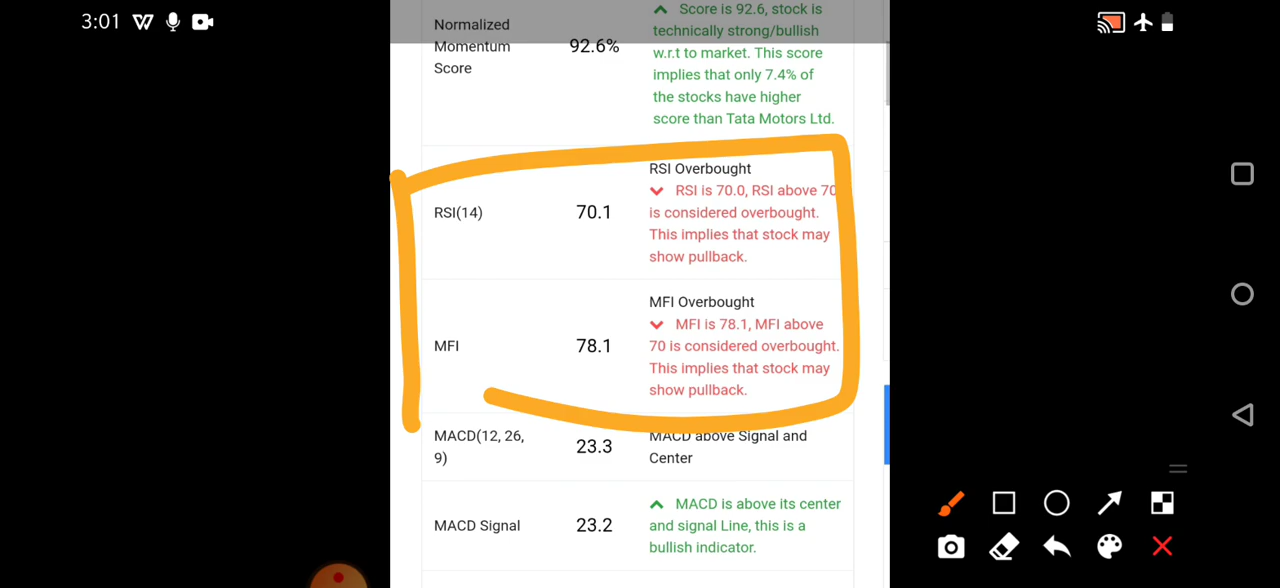 3:01
Normalized
Momentum
Score
92.6%
Score is 92.6, stock is
technically strong/bullish
w.r.t to market. This score
implies that only 7.4% of
the stocks have higher
score than Tata Motors Ltd.
RSI(14)
70.1
RSI Overbought
RSI is 70.0, RSI above 70
is considered overbought.
This implies that stock may
show pullback.
MFI
78.1
MFI Overbought
MFI is 78.1, MFI above
70 is considered overbought.
This implies that stock may
show pullback.
MACD(12, 26,
9)
23.3
MACD above Signal and
Center
MACD Signal
23.2
MACD is above its center
and signal Line, this is a
bullish indicator.